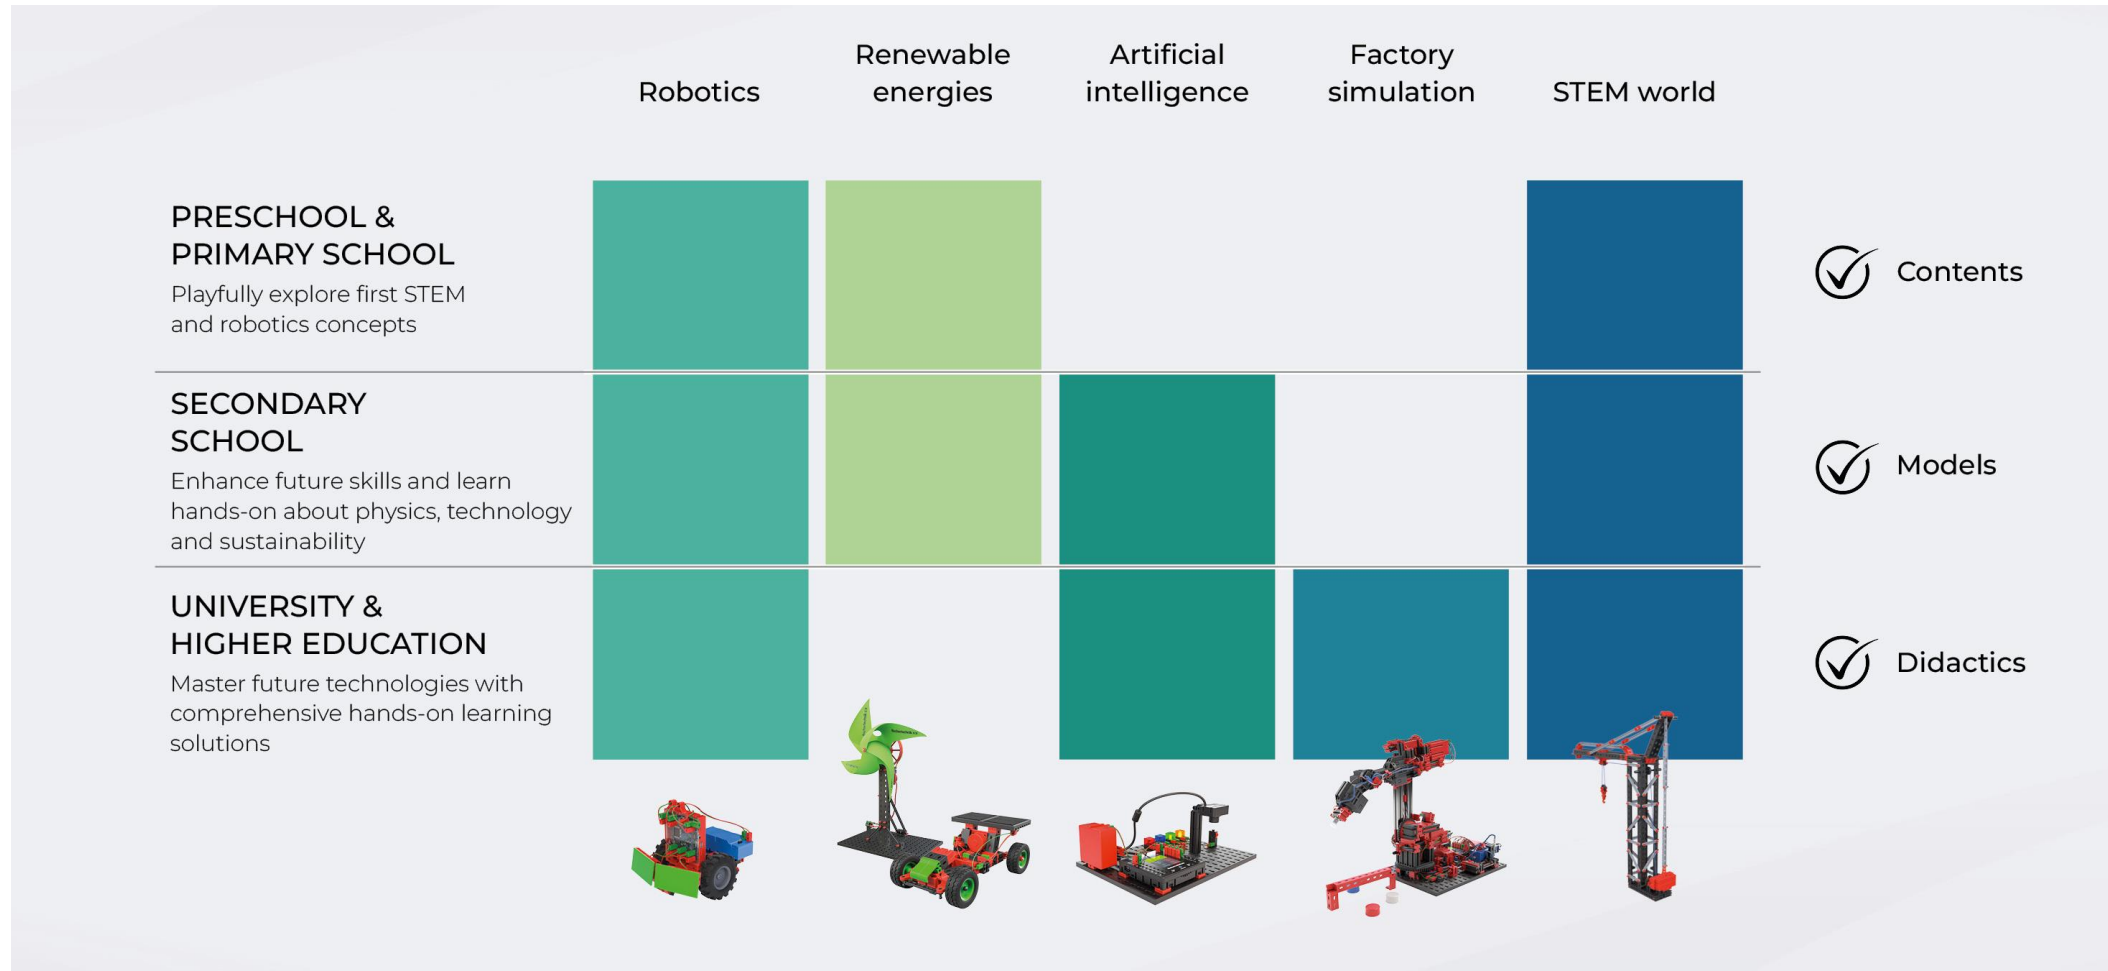 Robotics
Renewable
energies
Artificial
intelligence
Factory
simulation
STEM world
PRESCHOOL &
PRIMARY SCHOOL
Playfully explore first STEM
and robotics concepts
Contents
SECONDARY
SCHOOL
Enhance future skills and learn
hands-on about physics, technology
and sustainability
Models
UNIVERSITY &
HIGHER EDUCATION
Master future technologies with
comprehensive hands-on learning
solutions
Didactics